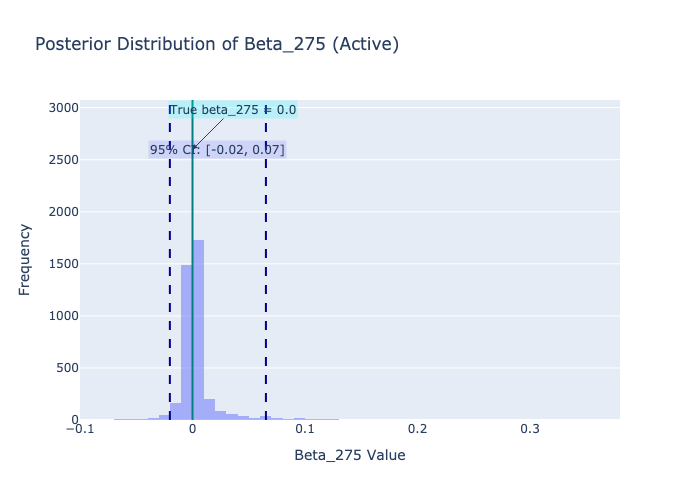 Posterior Distribution of Beta_275 (Active)
True beta_275 = 0.0
95% CI: [-0.02, 0.07]
3000
2500
2000
1500
1000
500
0
Frequency
−0.1
0
0.1
0.2
0.3
Beta_275 Value